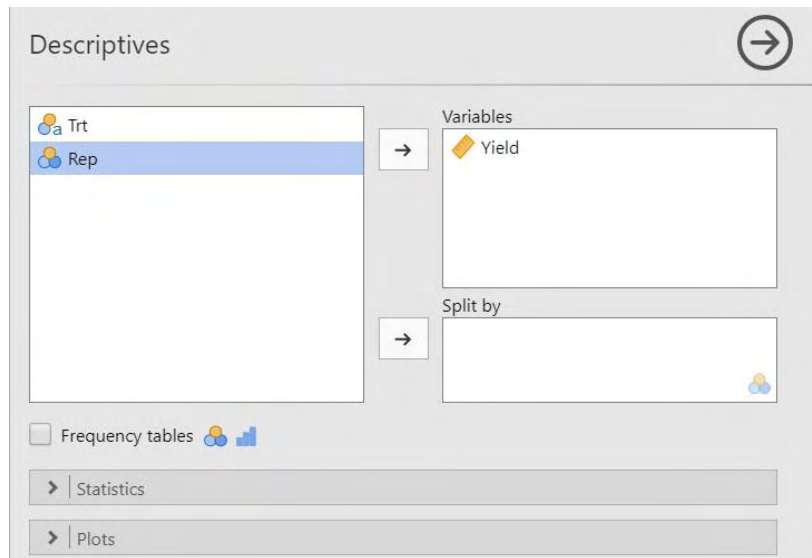 Descriptives
Trt
Rep
Variables
Yield
Split by
Frequency tables
Statistics
Plots